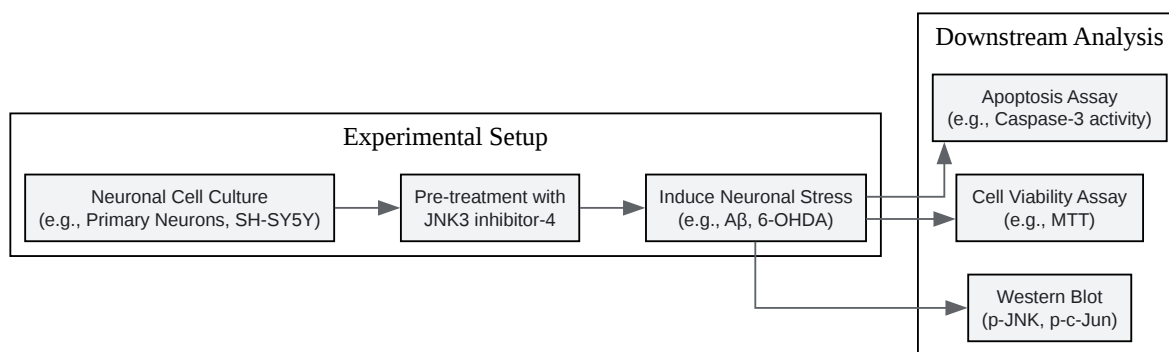 Experimental Setup
Neuronal Cell Culture
(e.g., Primary Neurons, SH-SY5Y)
Pre-treatment with
JNK3 inhibitor-4
Induce Neuronal Stress
(e.g., Aβ, 6-OHDA)
Downstream Analysis
Apoptosis Assay
(e.g., Caspase-3 activity)
Cell Viability Assay
(e.g., MTT)
Western Blot
(p-JNK, p-c-Jun)